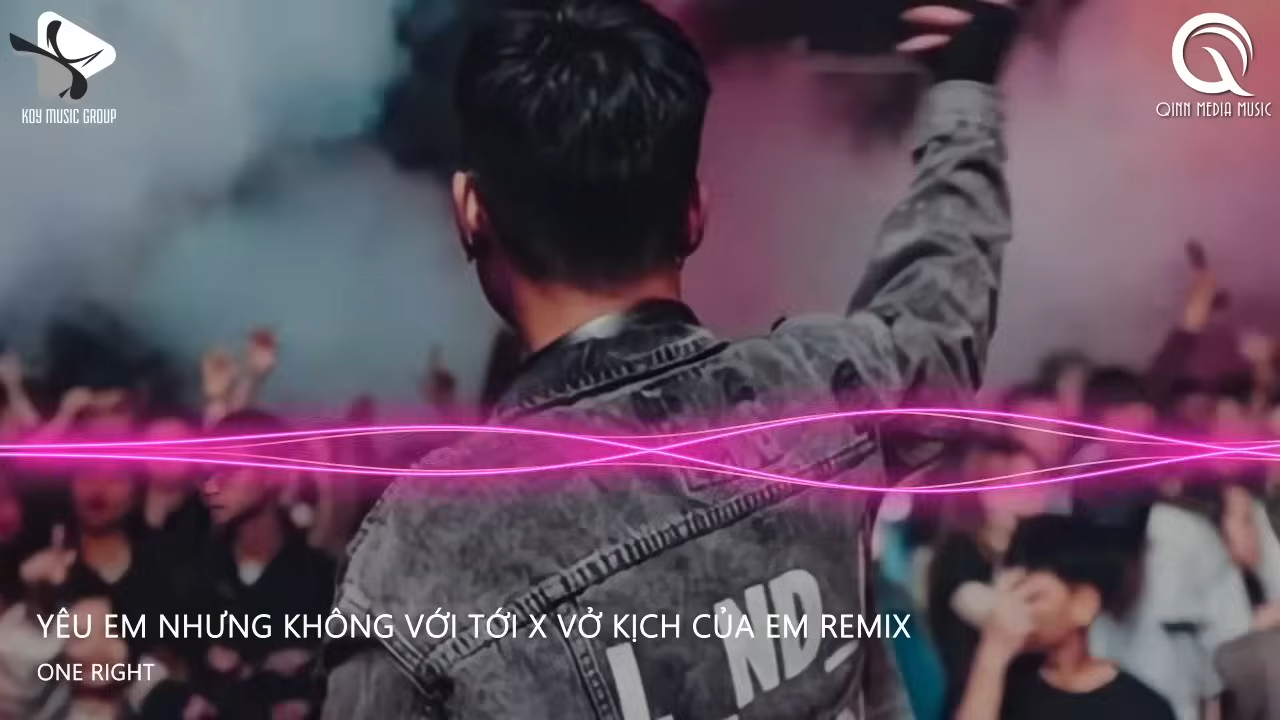 KOY MUSIC GROUP
QINN MEDIA MUSIC
YÊU EM NHƯNG KHÔNG VỚI TỚI X VỞ KỊCH CỦA EM REMIX
ONE RIGHT